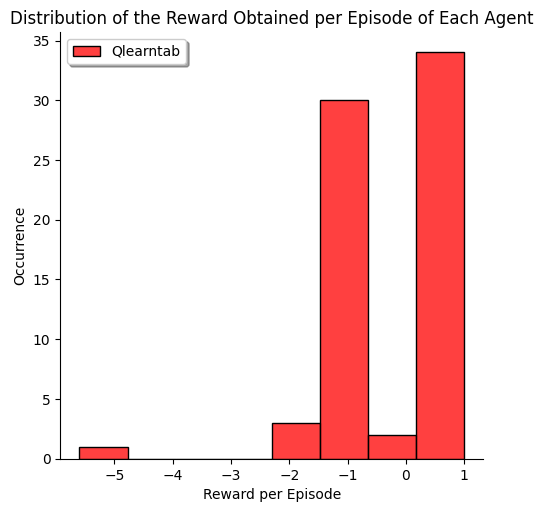 Distribution of the Reward Obtained per Episode of Each Agent
Qlearntab
35
30
25
20
15
10
5
0
Occurrence
−5 −4 −3 −2 −1 0 1
Reward per Episode